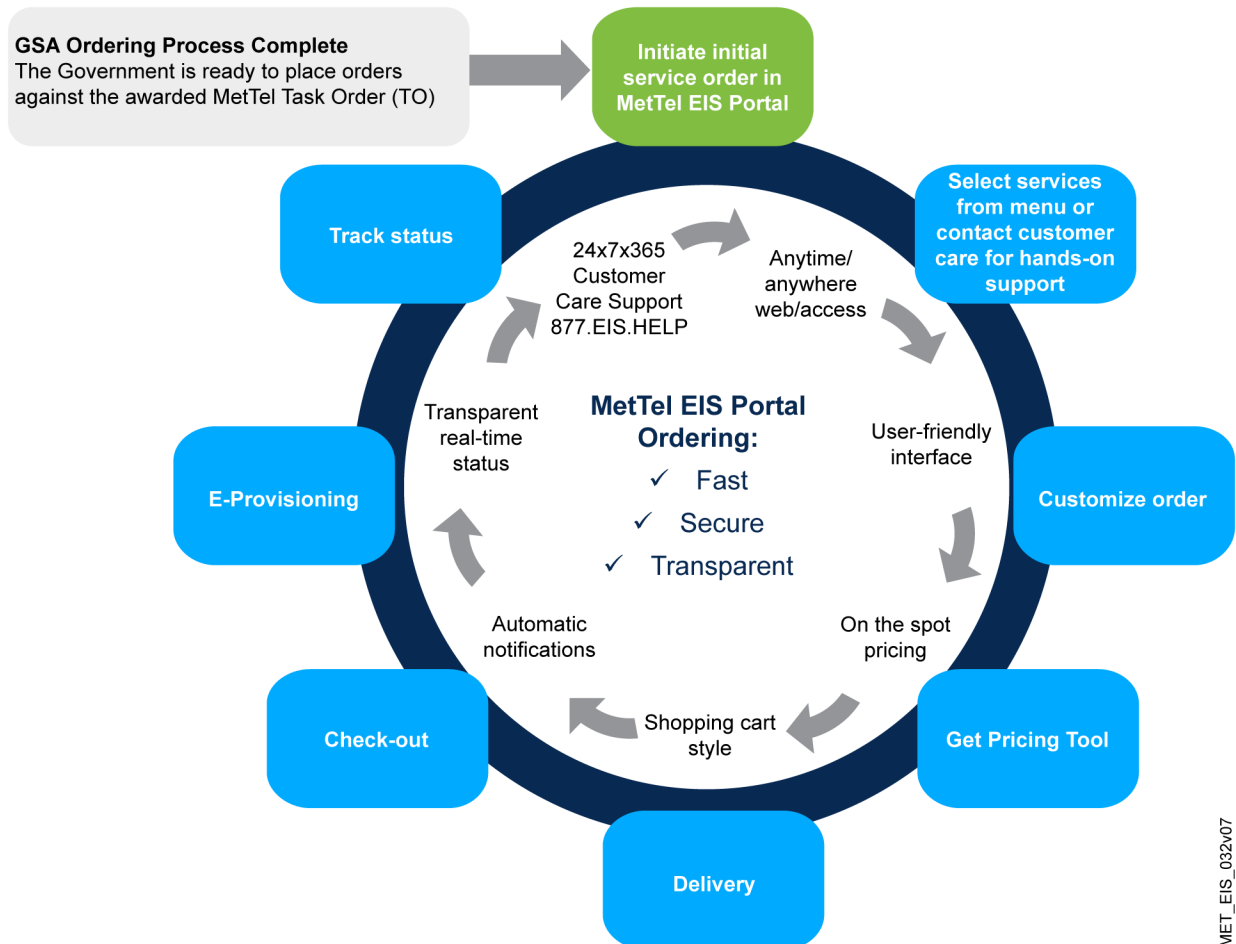 GSA Ordering Process Complete
The Government is ready to place orders
against the awarded MetTel Task Order (TO)
Initiate initial
service order in
MetTel EIS Portal
Select services
from menu or
contact customer
care for hands-on
support
Customize order
Get Pricing Tool
Delivery
Check-out
E-Provisioning
Track status
24x7x365
Customer
Care Support
877.EIS.HELP
Anytime/
anywhere
web/access
User-friendly
interface
On the spot
pricing
Shopping cart
style
Automatic
notifications
Transparent
real-time
status
MetTel EIS Portal
Ordering:
✓ Fast
✓ Secure
✓ Transparent
MET_EIS_032v07